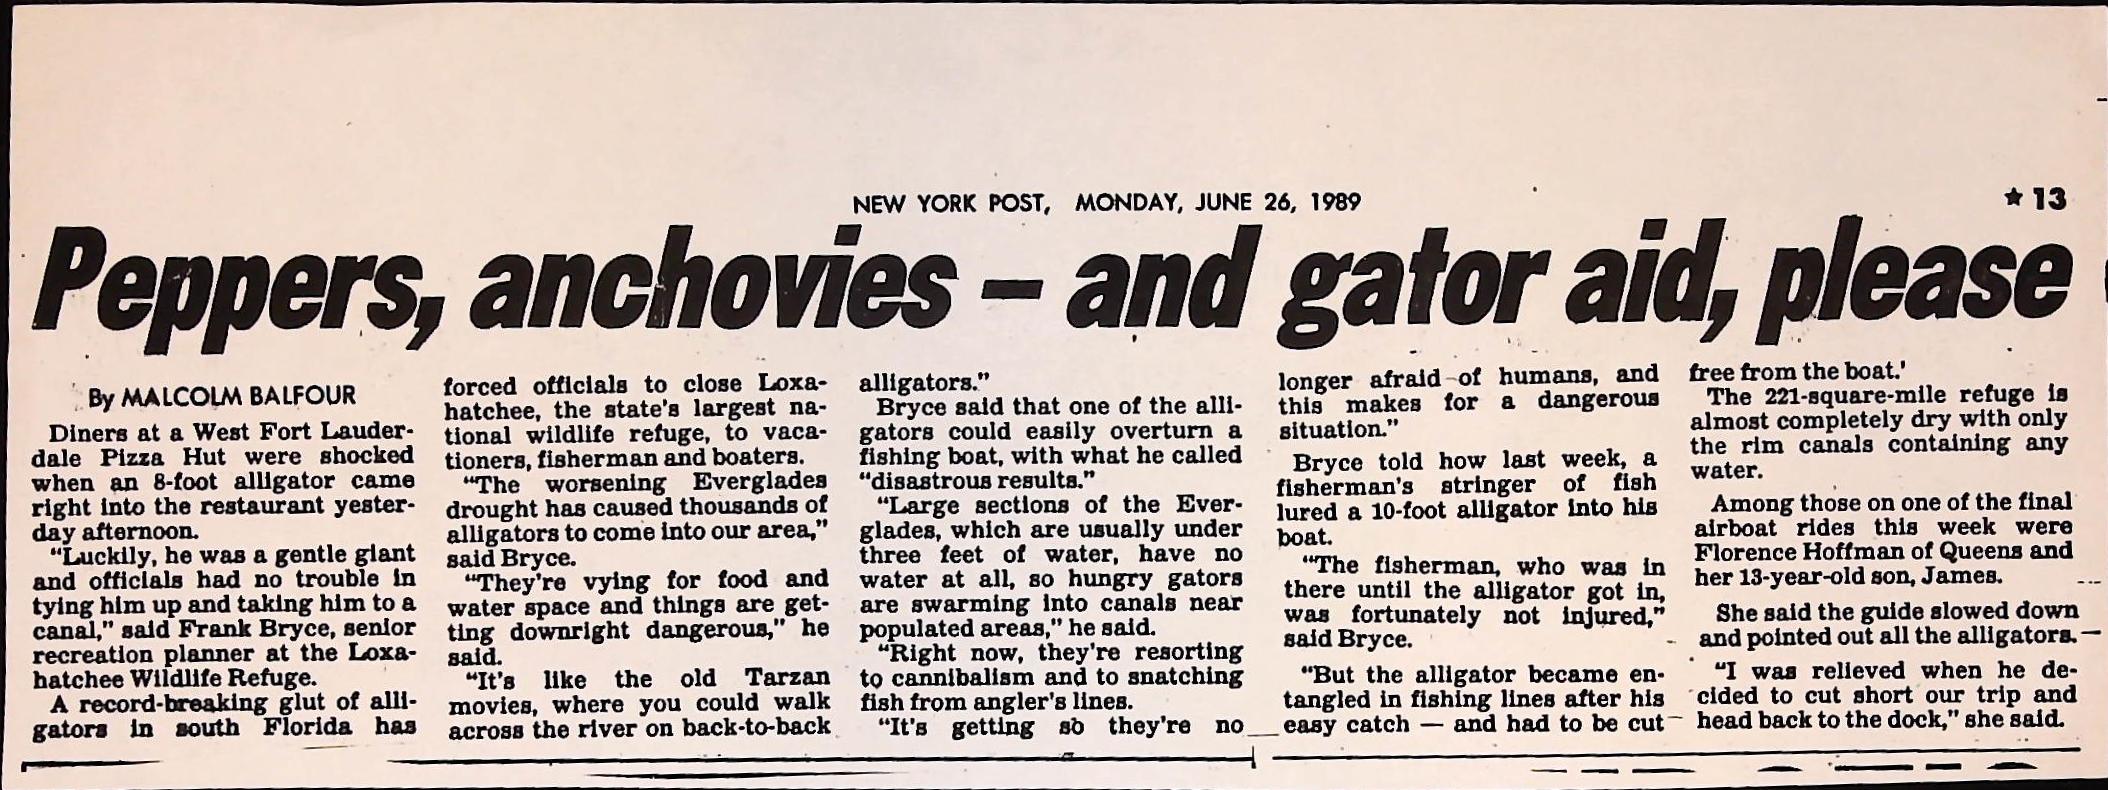 NEW YORK POST, MONDAY, JUNE 26, 1989
★ 13
Peppers, anchovies – and gator aid, please
By MALCOLM BALFOUR
Diners at a West Fort Lauder-
dale Pizza Hut were shocked
when an 8-foot alligator came
right into the restaurant yester-
day afternoon.
"Luckily, he was a gentle giant
and officials had no trouble in
tying him up and taking him to a
canal," said Frank Bryce, senior
recreation planner at the Loxa-
hatchee Wildlife Refuge.
A record-breaking glut of alli-
gators in south Florida has
forced officials to close Loxa-
hatchee, the state's largest na-
tional wildlife refuge, to vaca-
tioners, fisherman and boaters.
"The worsening Everglades
drought has caused thousands of
alligators to come into our area,"
said Bryce.
"They're vying for food and
water space and things are get-
ting downright dangerous," he
said.
"It's like the old Tarzan
movies, where you could walk
across the river on back-to-back
alligators."
Bryce said that one of the alli-
gators could easily overturn a
fishing boat, with what he called
"disastrous results."
"Large sections of the Ever-
glades, which are usually under
three feet of water, have no
water at all, so hungry gators
are swarming into canals near
populated areas," he said.
"Right now, they're resorting
to cannibalism and to snatching
fish from angler's lines.
"It's getting so they're no
longer afraid of humans, and
this makes for a dangerous
situation."
Bryce told how last week, a
fisherman's stringer of fish
lured a 10-foot alligator into his
boat.
"The fisherman, who was in
there until the alligator got in,
was fortunately not injured,"
said Bryce.
"But the alligator became en-
tangled in fishing lines after his
easy catch — and had to be cut
free from the boat.'
The 221-square-mile refuge is
almost completely dry with only
the rim canals containing any
water.
Among those on one of the final
airboat rides this week were
Florence Hoffman of Queens and
her 13-year-old son, James.
She said the guide slowed down
and pointed out all the alligators.
"I was relieved when he de-
cided to cut short our trip and
head back to the dock," she said.